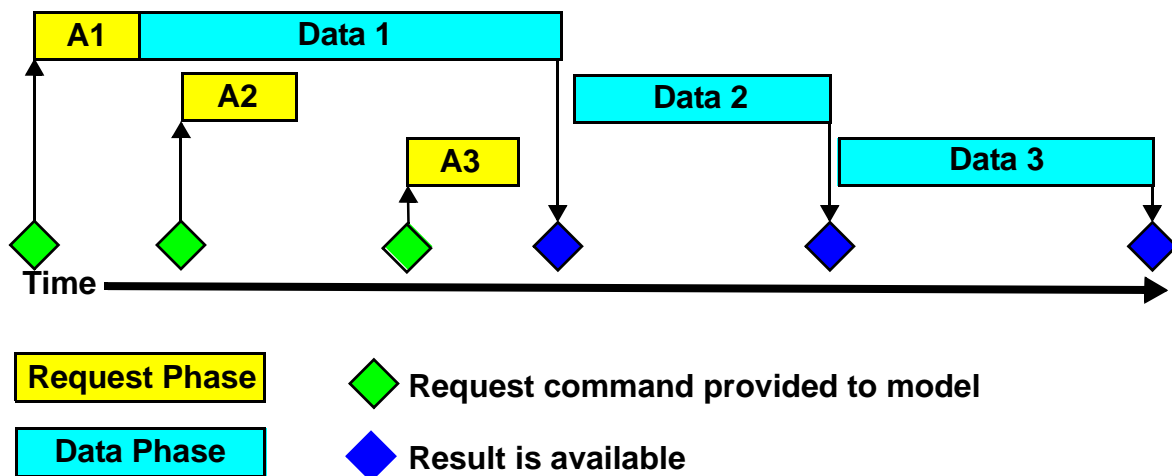 A1 Data 1
A2 Data 2
A3 Data 3
Time
Request Phase
Request command provided to model
Data Phase
Result is available